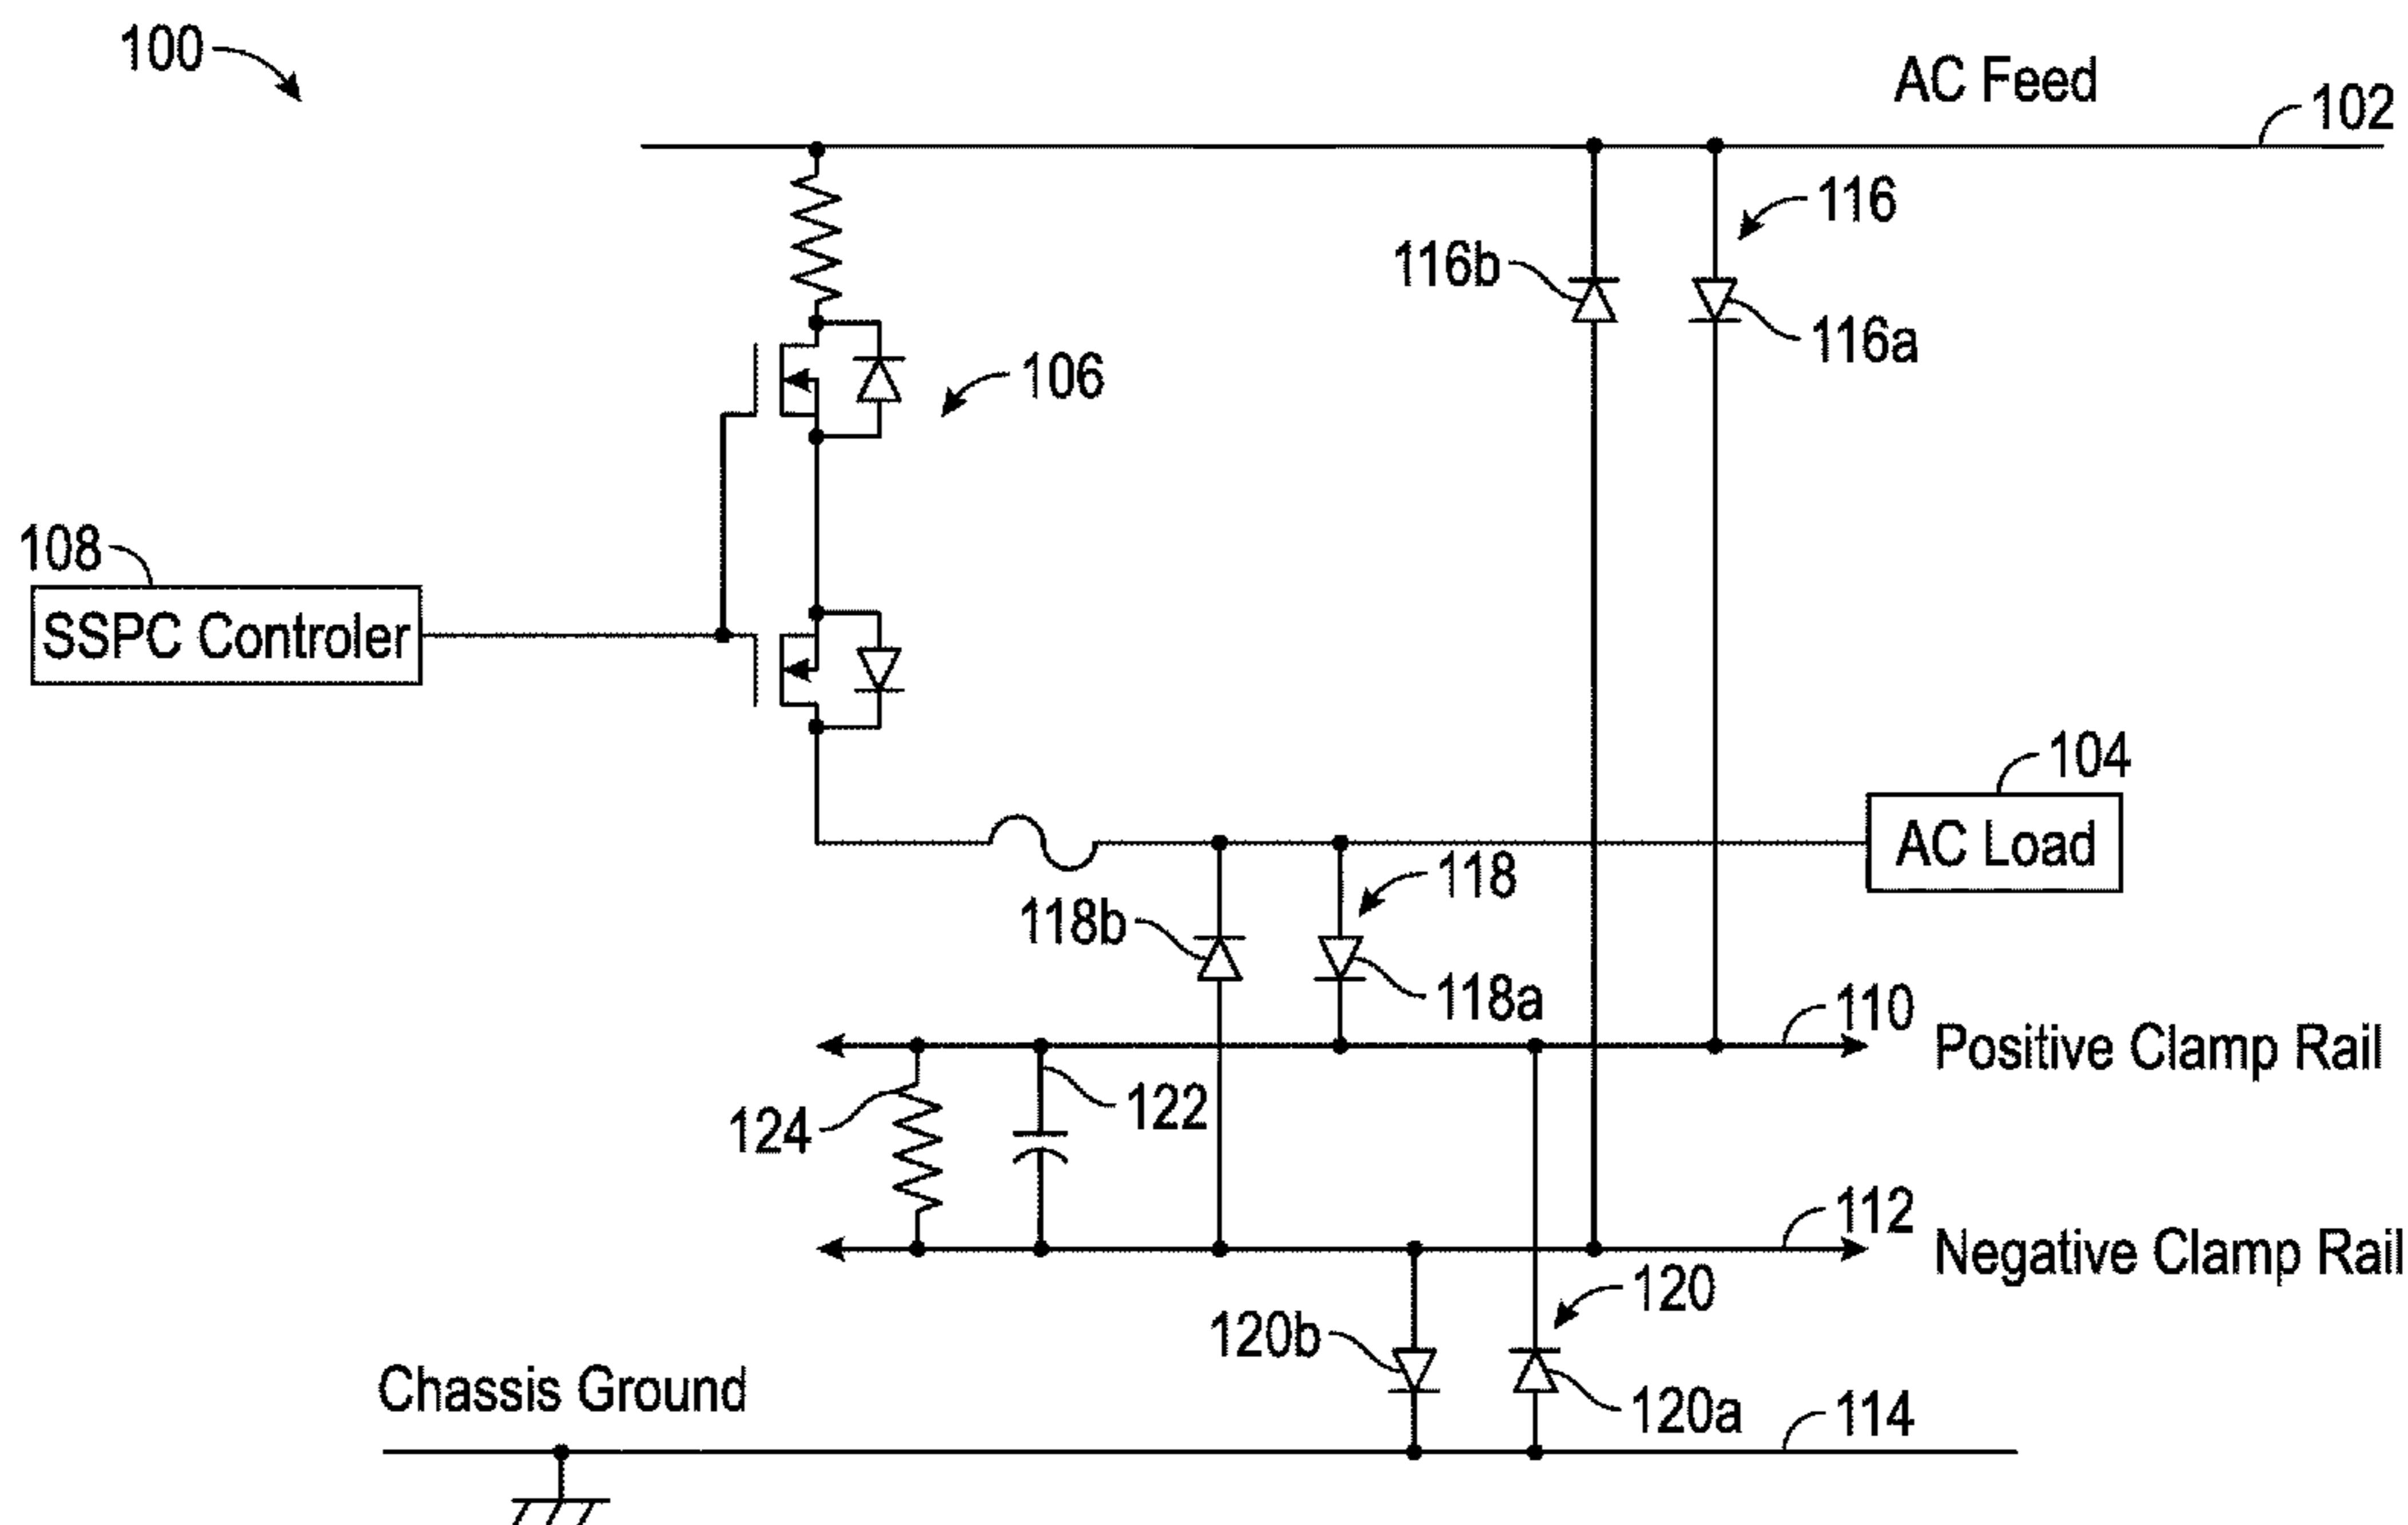 100
AC Feed
102
116
116b
116a
106
108
SSPC Controler
104
AC Load
118
118b
118a
110
Positive Clamp Rail
124
122
112
Negative Clamp Rail
120
120b
120a
Chassis Ground
114